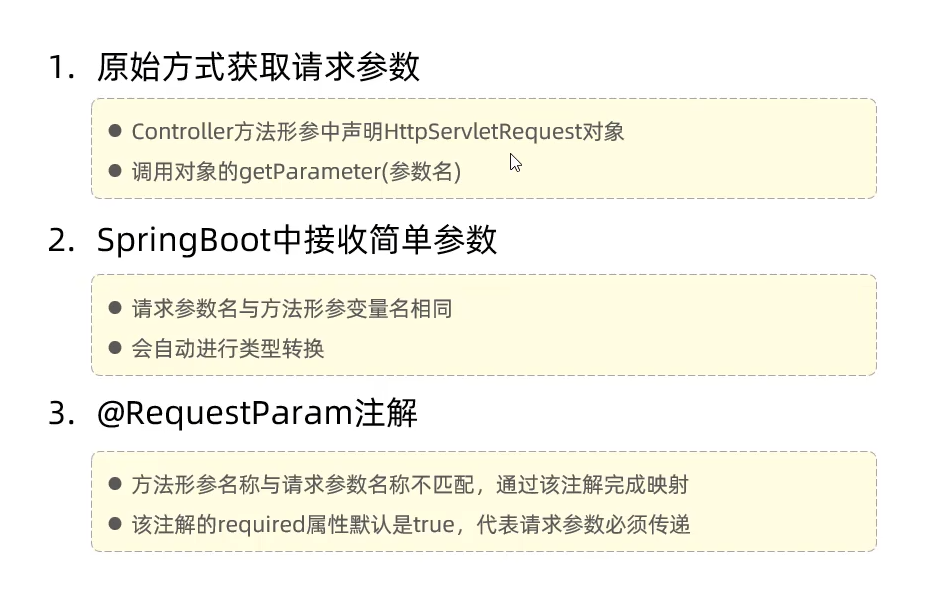 1. 原始方式获取请求参数
● Controller方法形参中声明HttpServletRequest对象
● 调用对象的getParameter(参数名)
2. SpringBoot中接收简单参数
● 请求参数名与方法形参变量名相同
● 会自动进行类型转换
3. @RequestParam注解
● 方法形参名称与请求参数名称不匹配，通过该注解完成映射
● 该注解的required属性默认是true，代表请求参数必须传递